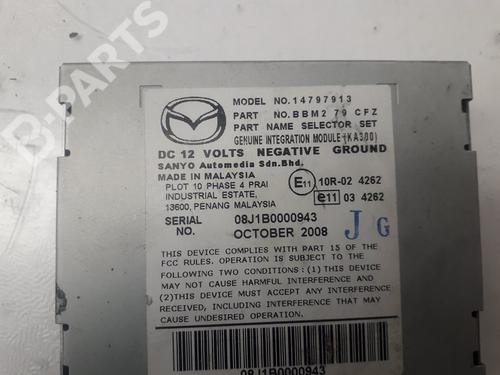 MODEL NO.14797913
PART NO.BBM2 79 CFZ
PART NAME SELECTOR SET
GENUINE INTEGRATION MODULE-(KA300)
DC 12 VOLTS NEGATIVE GROUND
SANYO Automedia Sdn.Bhd.
MADE IN MALAYSIA
PLOT 10 PHASE 4 PRAI
INDUSTRIAL ESTATE,
13600, PENANG MALAYSIA
E11 10R-02 4262
e11 03 4262
SERIAL NO. 08J1B0000943
OCTOBER 2008
J G
THIS DEVICE COMPLIES WITH PART 15 OF THE
FCC RULES. OPERATION IS SUBJECT TO THE
FOLLOWING TWO CONDITIONS:(1) THIS DEVICE
MAY NOT CAUSE HARMFUL INTERFERENCE AND
(2)THIS DEVICE MUST ACCEPT ANY INTERFERENCE
RECEIVED, INCLUDING INTERFERENCE THAT MAY
CAUSE UNDESIRED OPERATION.
08J1B0000943
B-PARTS